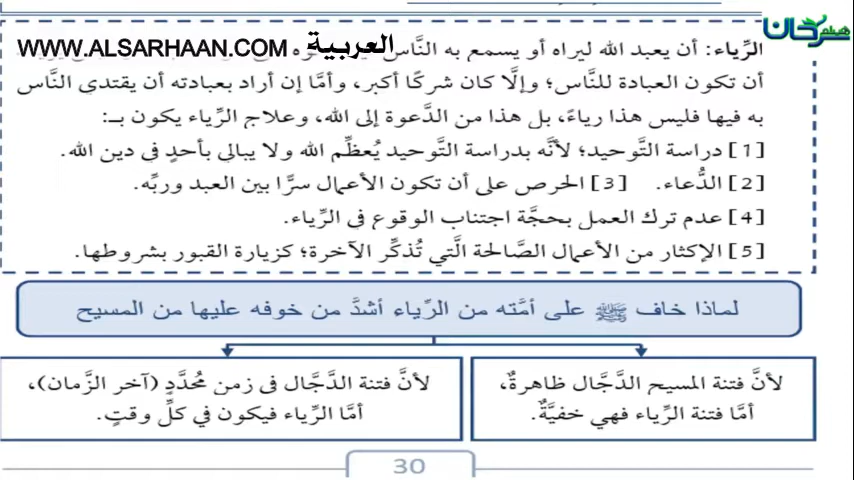 هيلم
سرحان
WWW.ALSARHAAN.COM العربية
الرِّياء: أن يعبد الله ليراه أو يسمع به النَّاس
أن تكون العبادة للنَّاس؛ وإلَّا كان شركًا أكبر، وأمَّا إن أراد بعبادته أن يقتدي النَّاس
به فيها فليس هذا رياءً، بل هذا من الدَّعوة إلى الله، وعلاج الرِّياء يكون بـ:
[1] دراسة التَّوحيد؛ لأنَّه بدراسة التَّوحيد يُعظِّم الله ولا يبالي بأحدٍ في دين الله.
[2] الدُّعاء. [3] الحرص على أن تكون الأعمال سرًّا بين العبد وربِّه.
[4] عدم ترك العمل بحجَّة اجتناب الوقوع في الرِّياء.
[5] الإكثار من الأعمال الصَّالحة الَّتي تُذكِّر الآخرة؛ كزيارة القبور بشروطها.
لماذا خاف ﷺ على أمَّته من الرِّياء أشدَّ من خوفه عليها من المسيح
لأنَّ فتنة المسيح الدَّجَّال ظاهرةٌ،
أمَّا فتنة الرِّياء فهي خفيَّةٌ.
لأنَّ فتنة الدَّجَّال في زمن مُحدَّدٍ (آخر الزَّمان)،
أمَّا الرِّياء فيكون في كلِّ وقتٍ.
30